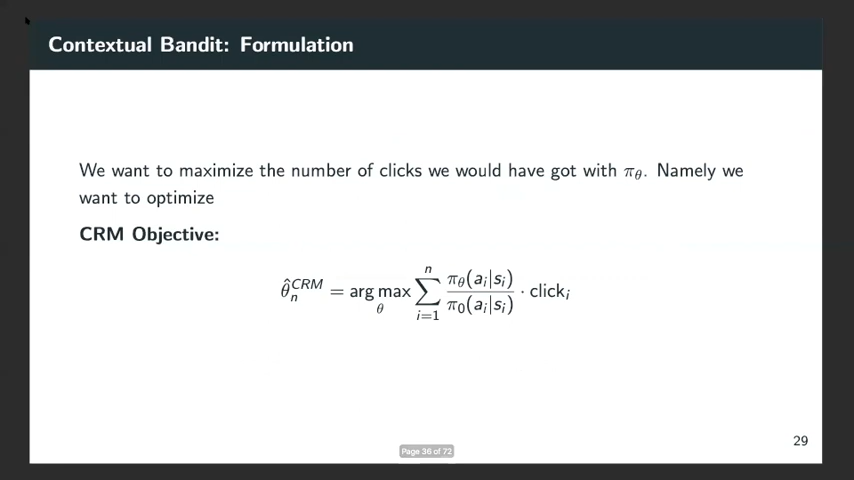 Contextual Bandit: Formulation
We want to maximize the number of clicks we would have got with π_θ. Namely we
want to optimize
CRM Objective:
θ̂_n^{CRM} = arg max_θ ∑_{i=1}^{n} π_θ(a_i|s_i) / π_0(a_i|s_i) · click_i
29
Page 36 of 72